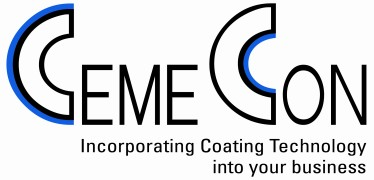 CEMECON
Incorporating Coating Technology
into your business